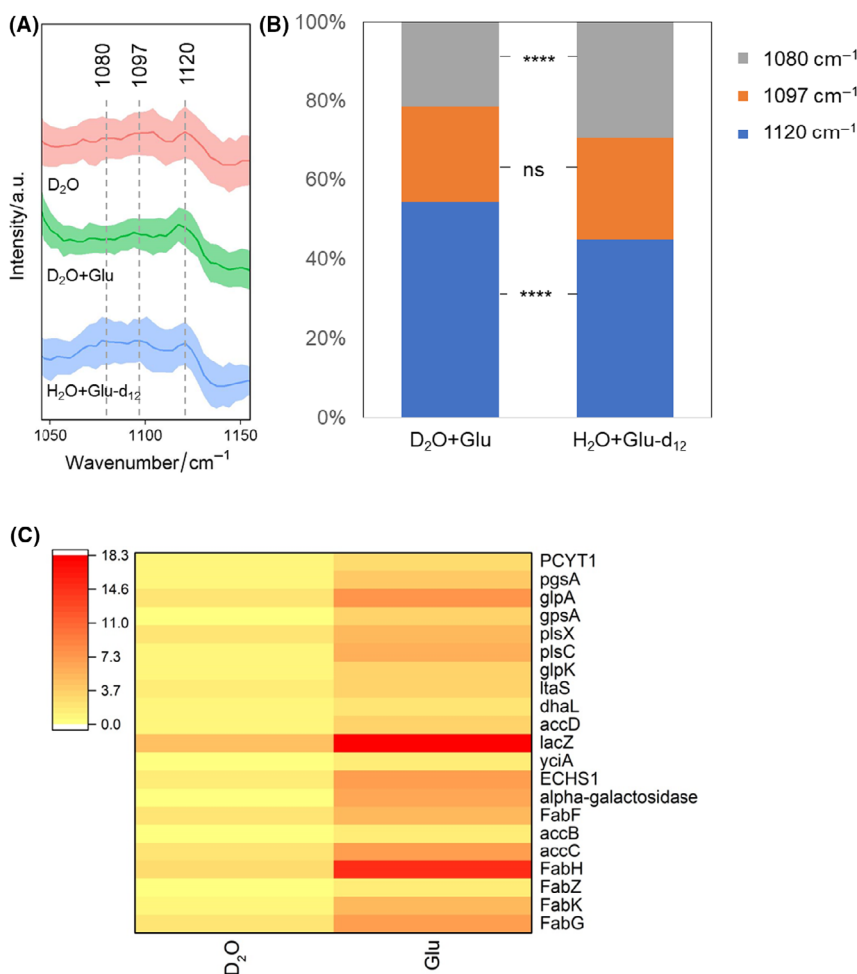 (A)
1080
1097
1120
Intensity/a.u.
D₂O
D₂O+Glu
H₂O+Glu-d₁₂
1050
1100
1150
Wavenumber/cm⁻¹
(B)
100%
80%
60%
40%
20%
0%
****
ns
****
D₂O+Glu
H₂O+Glu-d₁₂
1080 cm⁻¹
1097 cm⁻¹
1120 cm⁻¹
(C)
18.3
14.6
11.0
7.3
3.7
0.0
PCYT1
pgsA
glpA
gpsA
plsX
plsC
glpK
ltaS
dhaL
accD
lacZ
yciA
ECHS1
alpha-galactosidase
FabF
accB
accC
FabH
FabZ
FabK
FabG
D₂O
Glu